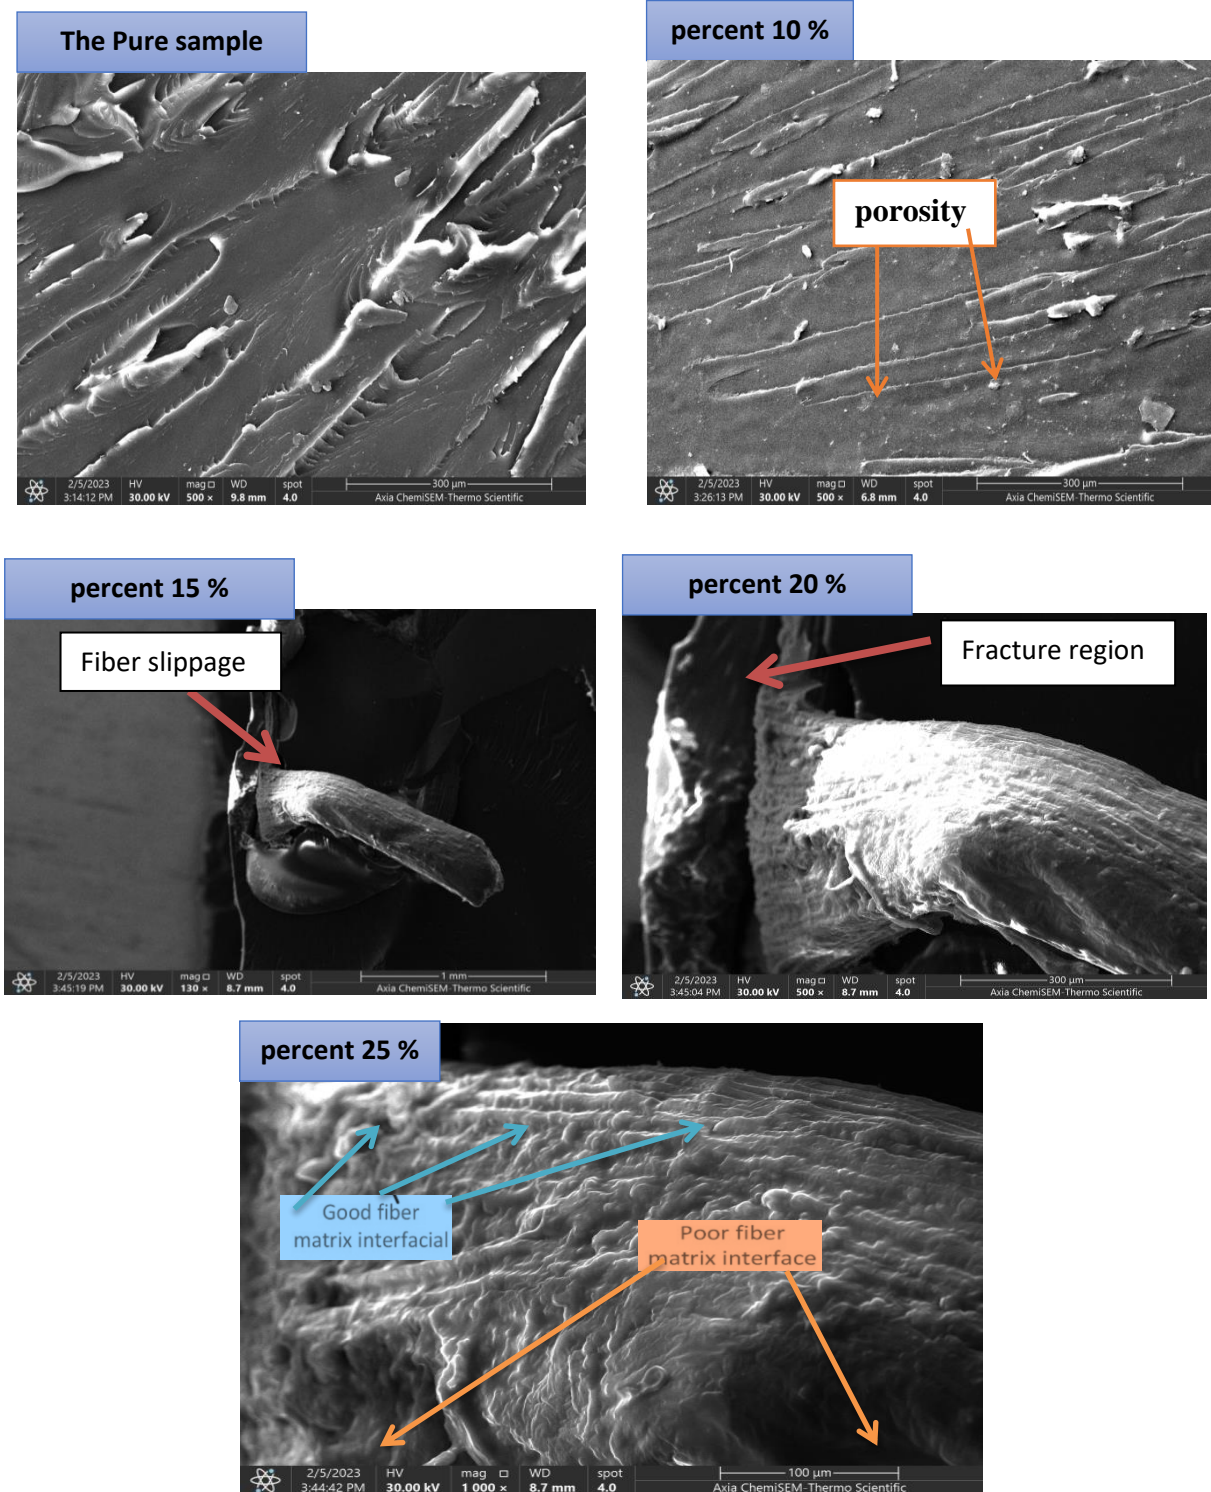 The Pure sample
percent 10 %
porosity
2/5/2023 HV mag WD spot 300 µm
3:14:12 PM 30.00 kV 500 × 9.8 mm 4.0 Axia ChemiSEM-Thermo Scientific
2/5/2023 HV mag WD spot 300 µm
3:26:13 PM 30.00 kV 500 × 6.8 mm 4.0 Axia ChemiSEM-Thermo Scientific
percent 15 %
Fiber slippage
percent 20 %
Fracture region
2/5/2023 HV mag WD spot 1 mm
3:45:19 PM 30.00 kV 130 × 8.7 mm 4.0 Axia ChemiSEM-Thermo Scientific
2/5/2023 HV mag WD spot 300 µm
3:45:04 PM 30.00 kV 500 × 8.7 mm 4.0 Axia ChemiSEM-Thermo Scientific
percent 25 %
Good fiber
matrix interfacial
Poor fiber
matrix interface
2/5/2023 HV mag WD spot 100 µm
3:44:42 PM 30.00 kV 1 000 × 8.7 mm 4.0 Axia ChemiSEM-Thermo Scientific